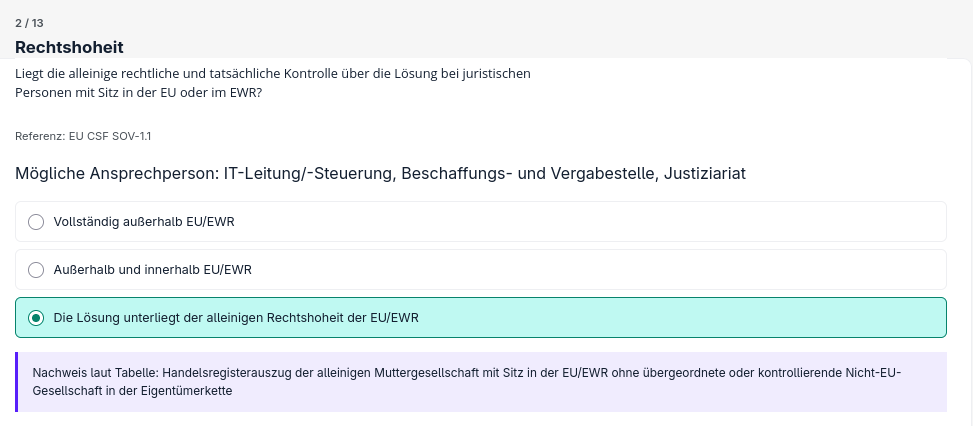 2 / 13
Rechtshoheit
Liegt die alleinige rechtliche und tatsächliche Kontrolle über die Lösung bei juristischen
Personen mit Sitz in der EU oder im EWR?
Referenz: EU CSF SOV-1.1
Mögliche Ansprechperson: IT-Leitung/-Steuerung, Beschaffungs- und Vergabestelle, Justiziariat
Vollständig außerhalb EU/EWR
Außerhalb und innerhalb EU/EWR
Die Lösung unterliegt der alleinigen Rechtshoheit der EU/EWR
Nachweis laut Tabelle: Handelsregisterauszug der alleinigen Muttergesellschaft mit Sitz in der EU/EWR ohne übergeordnete oder kontrollierende Nicht-EU-
Gesellschaft in der Eigentümerkette